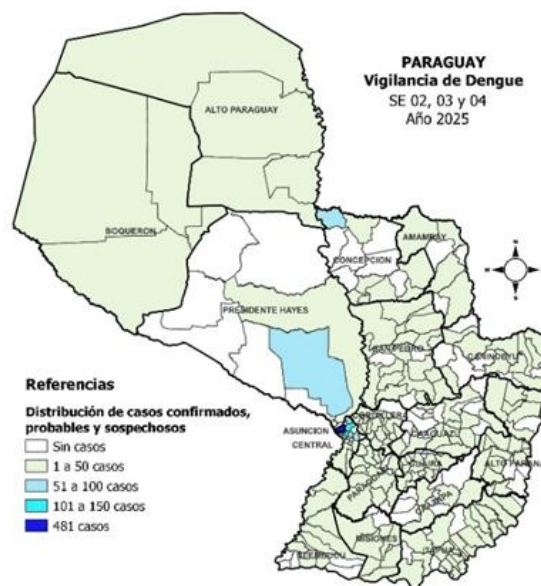 PARAGUAY
Vigilancia de Dengue
SE 02, 03 y 04
Año 2025
ALTO PARAGUAY
BOQUERON
CONCEPCION
AMAMBAY
PRESIDENTE HAYES
SAN PEDRO
CANINDEYU
CORDILLERA
ASUNCION
CENTRAL
CAAGUAZU
ALTO PARANA
GUAIRA
PARAGUARI
CAAZAPA
MISIONES
ITAPUA
ÑEEMBUCU
Referencias
Distribución de casos confirmados,
probables y sospechosos
Sin casos
1 a 50 casos
51 a 100 casos
101 a 150 casos
481 casos